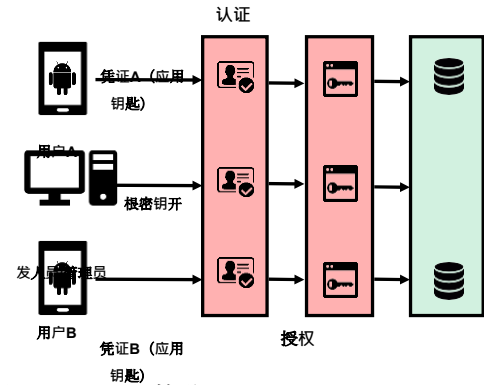 认证
凭证A（应用
钥匙）
用户A
根密钥开
发人员/管理员
用户B
授权
凭证B（应用
钥匙）